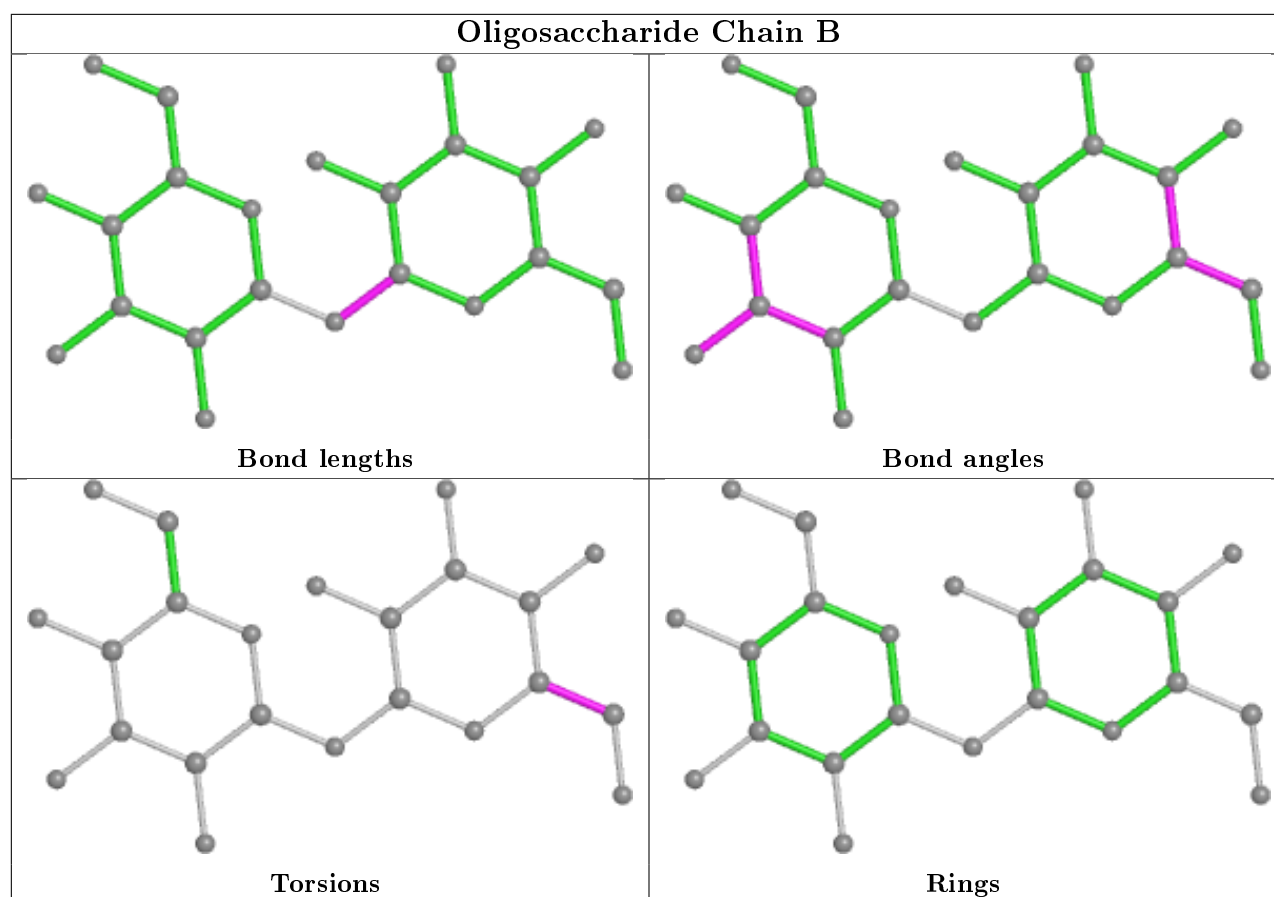 Oligosaccharide Chain B
Bond lengths
Bond angles
Torsions
Rings